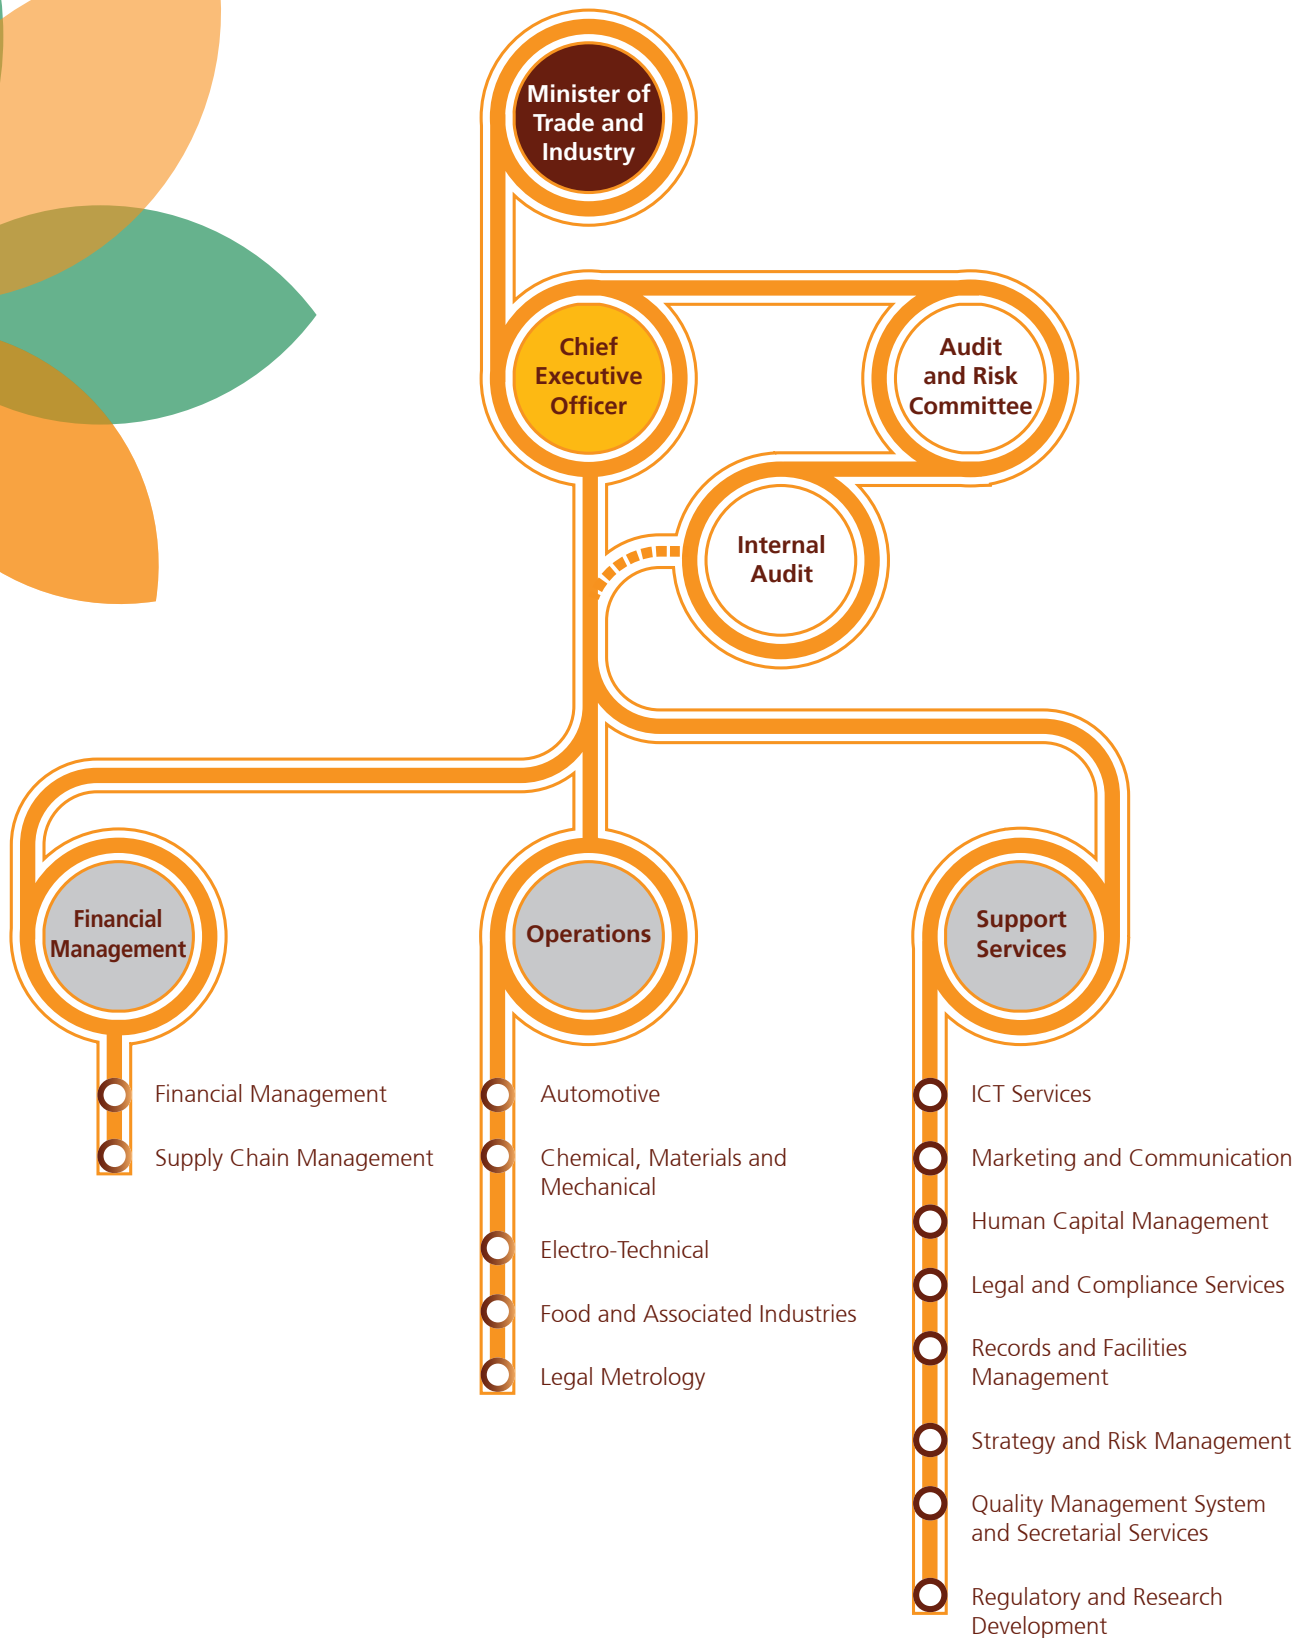 Minister of
Trade and
Industry
Chief
Executive
Officer
Audit
and Risk
Committee
Internal
Audit
Financial
Management
Operations
Support
Services
Financial Management
Supply Chain Management
Automotive
Chemical, Materials and
Mechanical
Electro-Technical
Food and Associated Industries
Legal Metrology
ICT Services
Marketing and Communication
Human Capital Management
Legal and Compliance Services
Records and Facilities
Management
Strategy and Risk Management
Quality Management System
and Secretarial Services
Regulatory and Research
Development